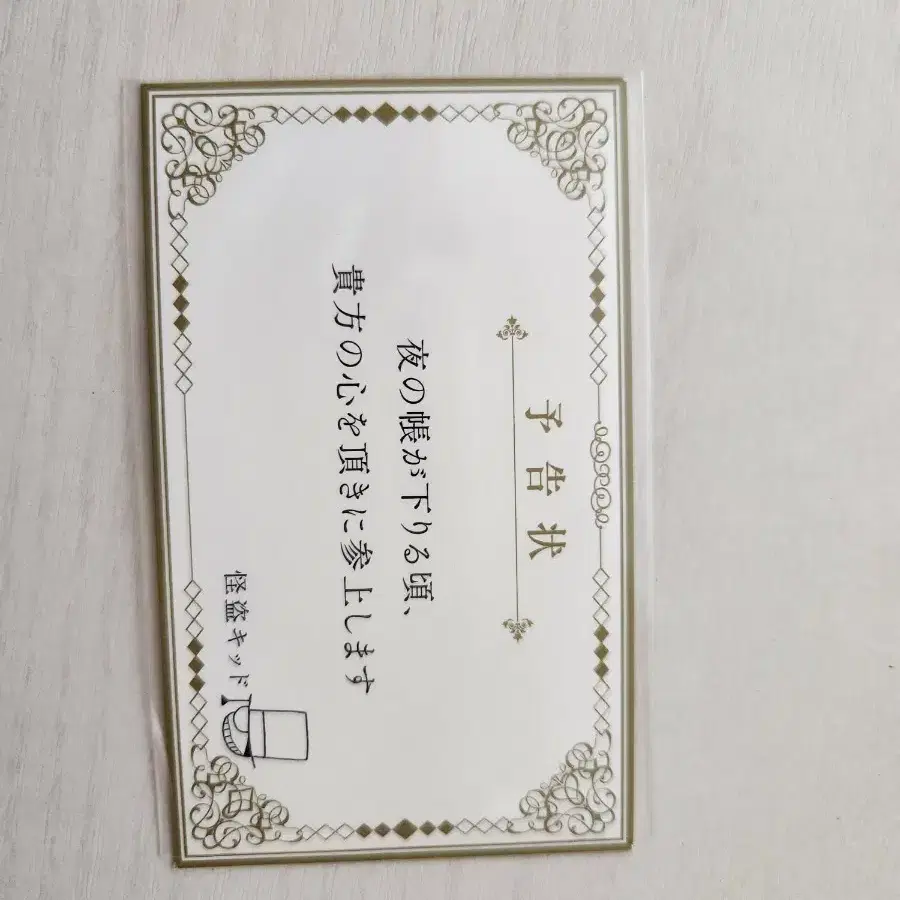 予告状
夜の帳が下りる頃、
貴方の心を頂きに参上します
怪盗キッド